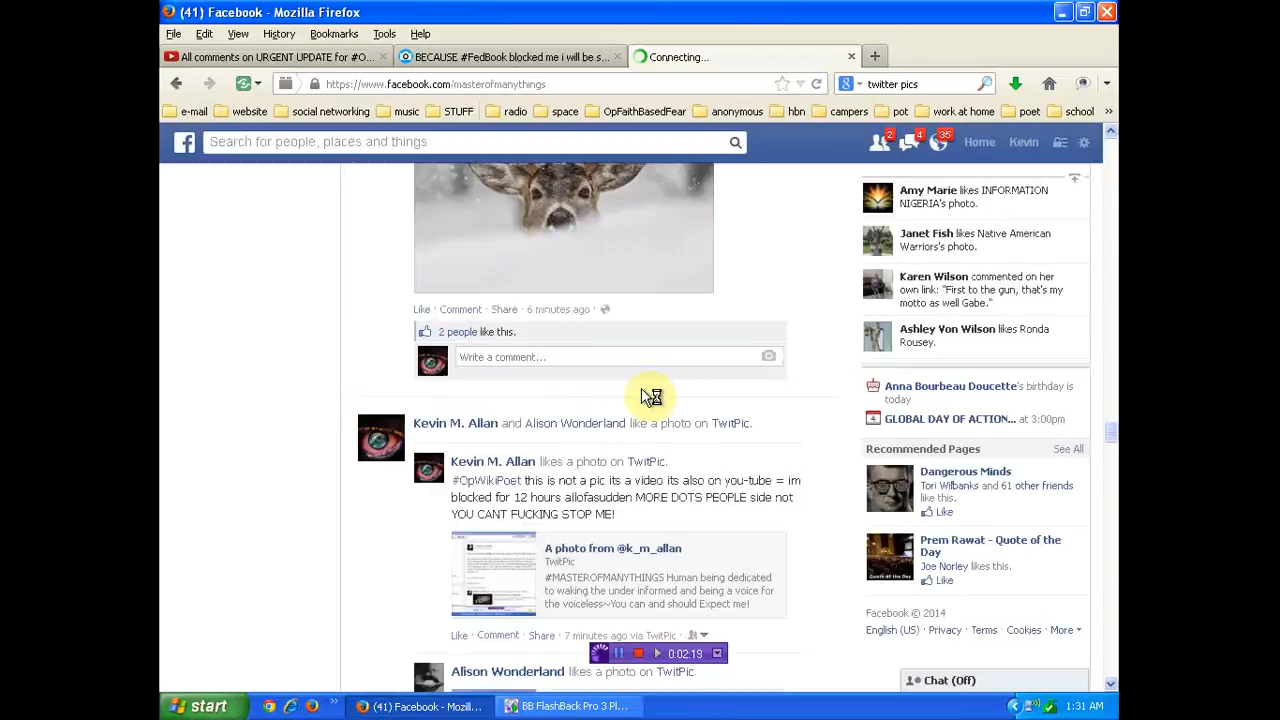 (41) Facebook - Mozilla Firefox
File Edit View History Bookmarks Tools Help
All comments on URGENT UPDATE for #O...
BECAUSE #FedBook blocked me i will be s...
Connecting...
https://www.facebook.com/masterofmanythings
twitter pics
e-mail website social networking music STUFF radio space OpFaithBasedFear anonymous hbn campers pot work at home poet school »
Search for people, places and things
2 4 35 Home Kevin
Amy Marie likes INFORMATION
NIGERIA's photo.
Janet Fish likes Native American
Warriors's photo.
Karen Wilson commented on her
own link: "First to the gun, that's my
motto as well Gabe."
Ashley Von Wilson likes Ronda
Rousey.
Like · Comment · Share · 6 minutes ago
2 people like this.
Write a comment...
Anna Bourbeau Doucette's birthday is
today
4 GLOBAL DAY OF ACTION... at 3:00pm
Recommended Pages See All
Dangerous Minds
Tori Wilbanks and 61 other friends
like this.
Like
Prem Rawat - Quote of the
Day
Joe Norley likes this.
Like
Facebook © 2014
English (US) · Privacy · Terms · Cookies · More
Chat (Off)
Kevin M. Allan and Alison Wonderland like a photo on TwitPic.
Kevin M. Allan likes a photo on TwitPic.
#OpWikiPoet this is not a pic its a video its also on you-tube = im
blocked for 12 hours allofasudden MORE DOTS PEOPLE side not
YOU CANT FUCKING STOP ME!
A photo from @k_m_allan
TwitPic
#MASTEROFMANYTHINGS Human being dedicated
to waking the under informed and being a voice for
the voiceless~You can and should Expect me!
Like · Comment · Share · 7 minutes ago via TwitPic ·
0:02:13
Alison Wonderland likes a photo on TwitPic.
start
(41) Facebook - Mozill...
BB FlashBack Pro 3 Pl...
1:31 AM